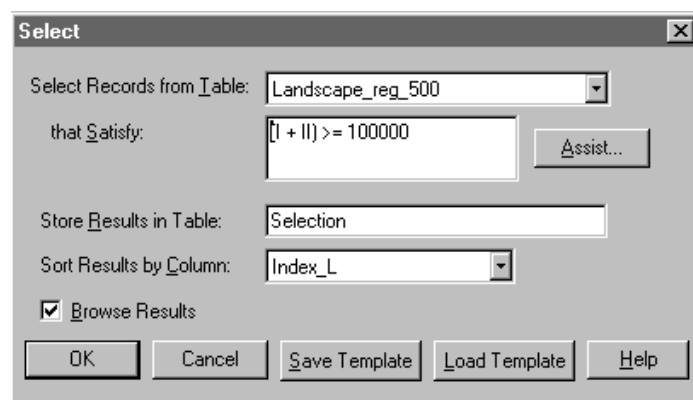 Select
Select Records from Table: Landscape_reg_500
that Satisfy: (I + II) >= 100000
Assist...
Store Results in Table: Selection
Sort Results by Column: Index_L
Browse Results
OK Cancel Save Template Load Template Help